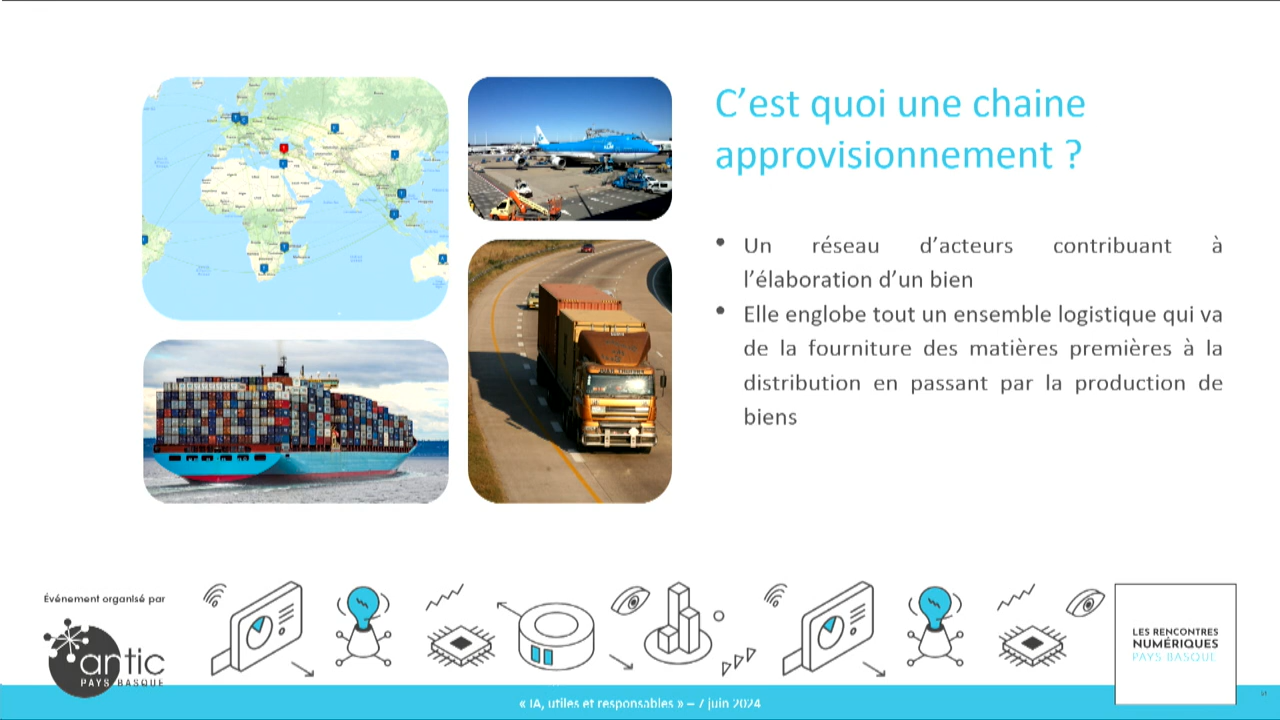 C'est quoi une chaine
approvisionnement ?
• Un réseau d'acteurs contribuant à
l'élaboration d'un bien
• Elle englobe tout un ensemble logistique qui va
de la fourniture des matières premières à la
distribution en passant par la production de
biens
Événement organisé par
antic
PAYS BASQUE
LES RENCONTRES
NUMÉRIQUES
PAYS BASQUE
« IA, utiles et responsables » – 7 juin 2024